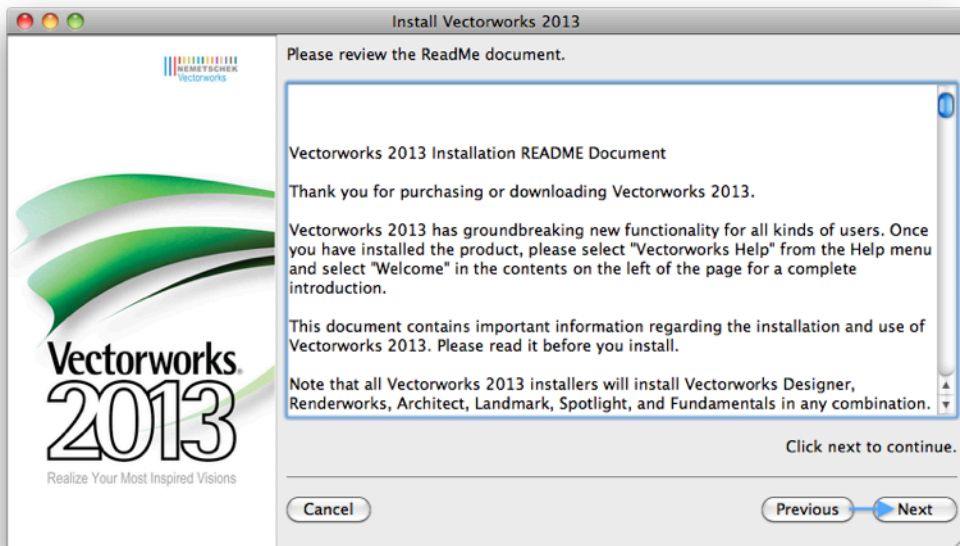 Install Vectorworks 2013
NEMETSCHEK
Vectorworks
Please review the ReadMe document.
Vectorworks 2013 Installation README Document
Thank you for purchasing or downloading Vectorworks 2013.
Vectorworks 2013 has groundbreaking new functionality for all kinds of users. Once
you have installed the product, please select "Vectorworks Help" from the Help menu
and select "Welcome" in the contents on the left of the page for a complete
introduction.
This document contains important information regarding the installation and use of
Vectorworks 2013. Please read it before you install.
Note that all Vectorworks 2013 installers will install Vectorworks Designer,
Renderworks, Architect, Landmark, Spotlight, and Fundamentals in any combination.
Vectorworks.
2013
Realize Your Most Inspired Visions
Click next to continue.
Cancel
Previous
Next